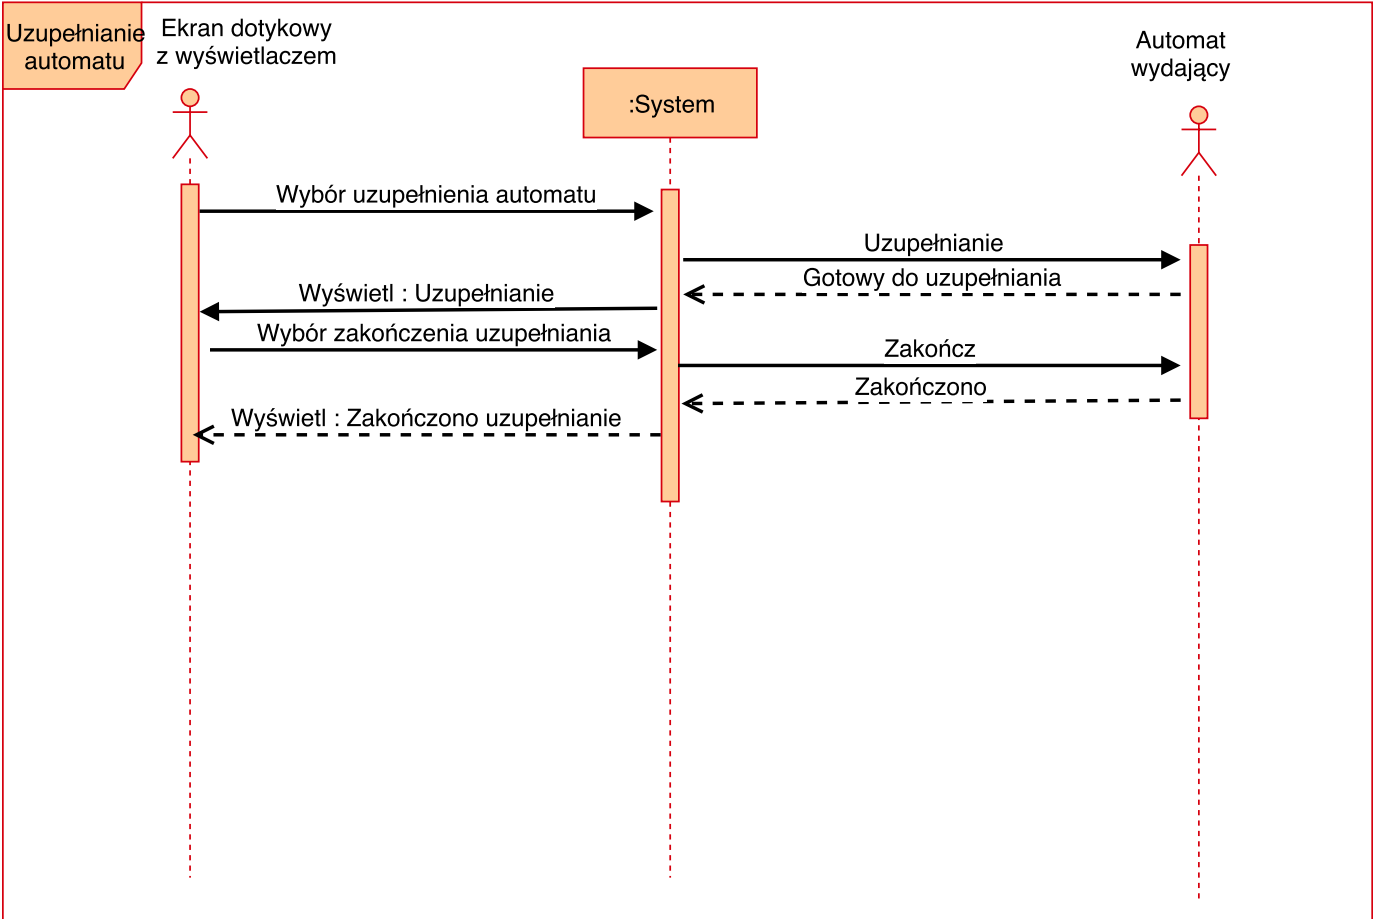 Uzupełnianie
automatu
Ekran dotykowy
z wyświetlaczem
:System
Automat
wydający
Wybór uzupełnienia automatu
Uzupełnianie
Gotowy do uzupełniania
Wyświetl : Uzupełnianie
Wybór zakończenia uzupełniania
Zakończ
Zakończono
Wyświetl : Zakończono uzupełnianie